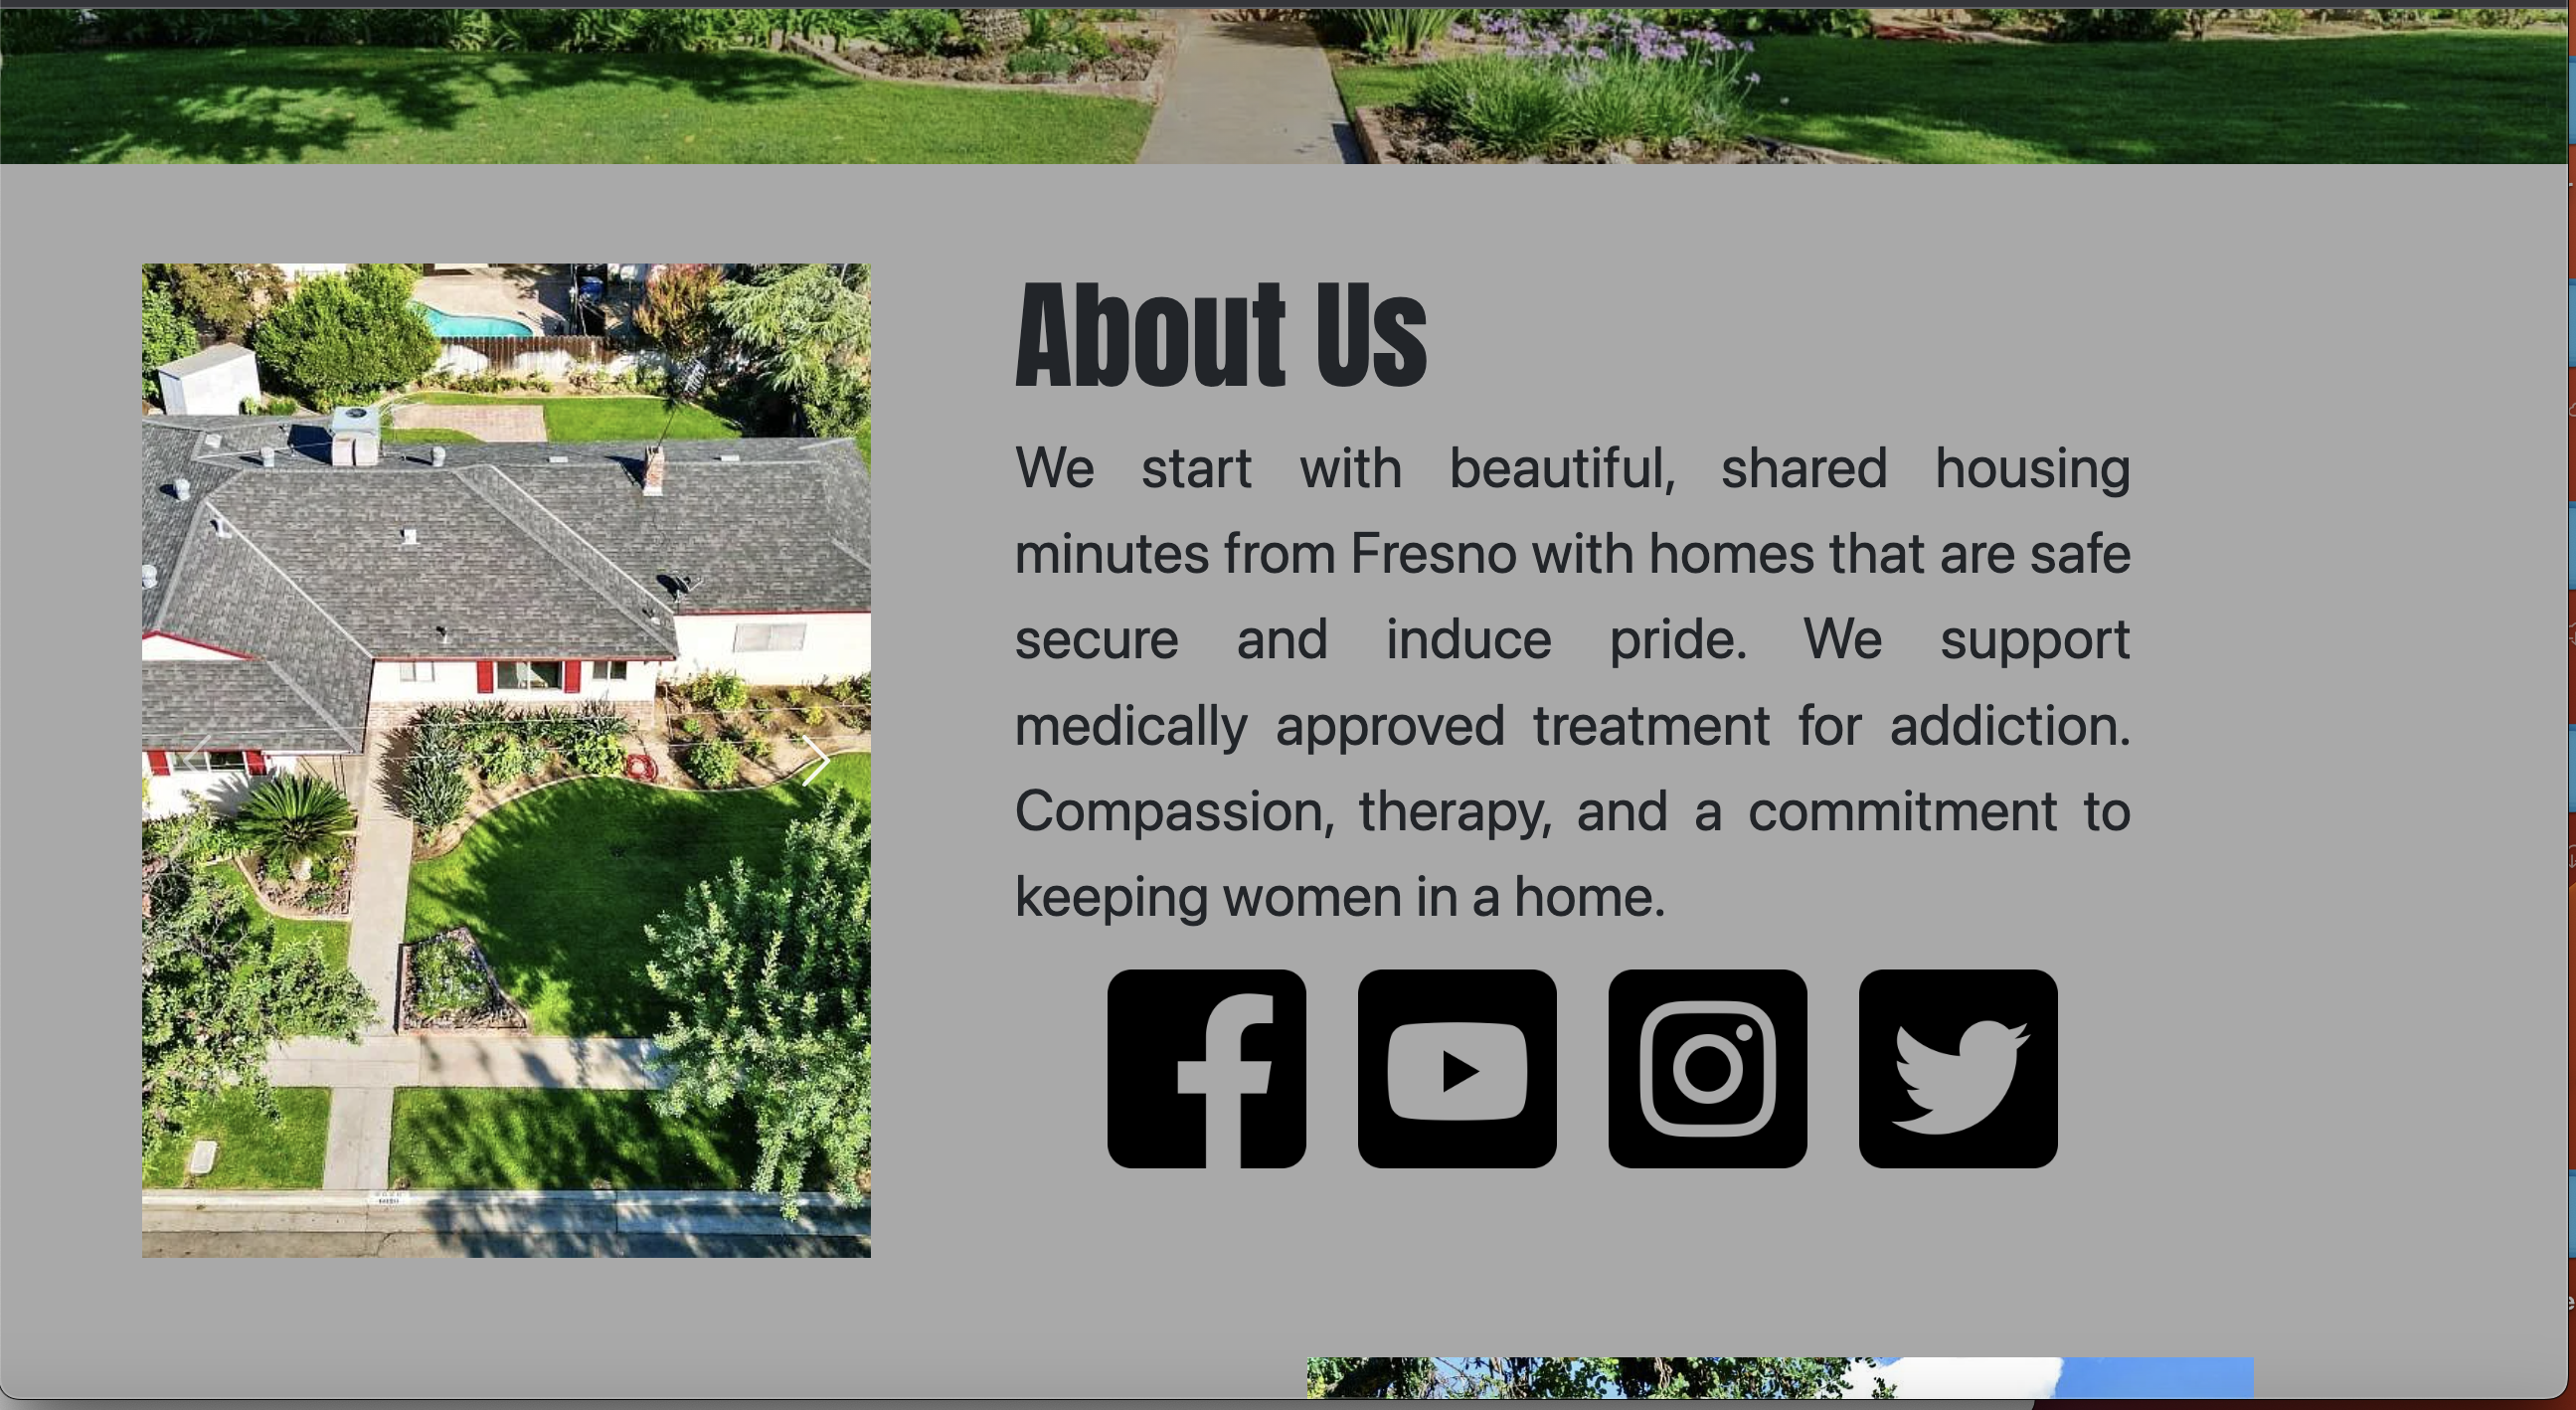 About Us
We start with beautiful, shared housing
minutes from Fresno with homes that are safe
secure and induce pride. We support
medically approved treatment for addiction.
Compassion, therapy, and a commitment to
keeping women in a home.